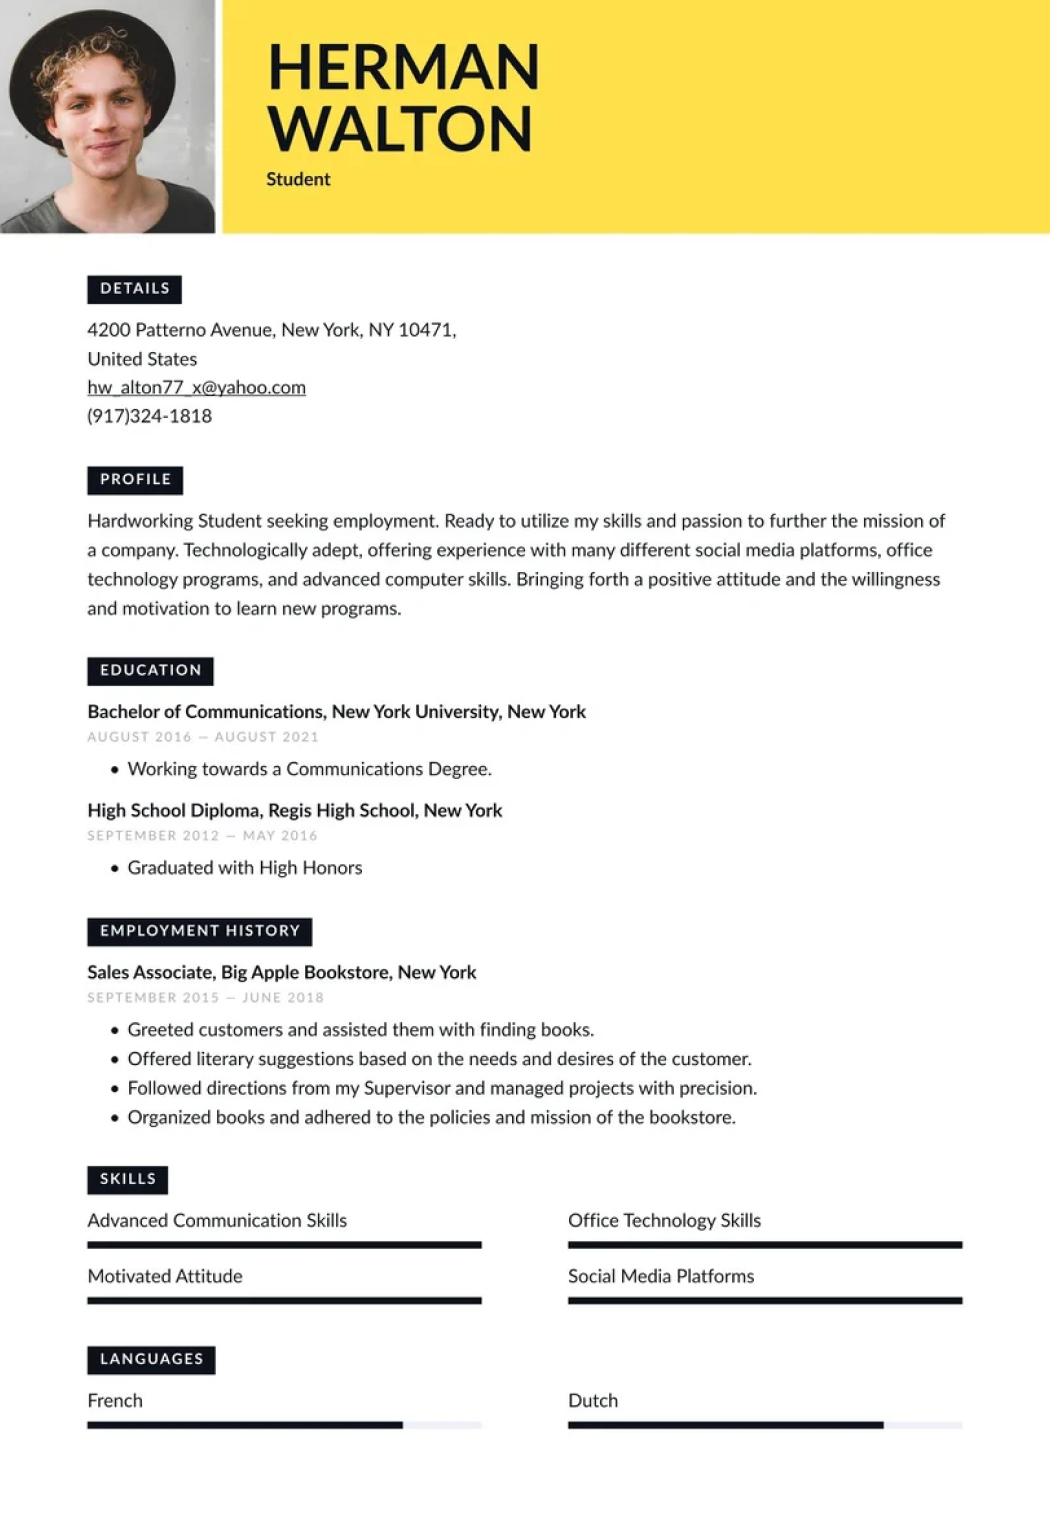 HERMAN
WALTON
Student
DETAILS
4200 Patterno Avenue, New York, NY 10471,
United States
hw_alton77_x@yahoo.com
(917)324-1818
PROFILE
Hardworking Student seeking employment. Ready to utilize my skills and passion to further the mission of
a company. Technologically adept, offering experience with many different social media platforms, office
technology programs, and advanced computer skills. Bringing forth a positive attitude and the willingness
and motivation to learn new programs.
EDUCATION
Bachelor of Communications, New York University, New York
AUGUST 2016 — AUGUST 2021
• Working towards a Communications Degree.
High School Diploma, Regis High School, New York
SEPTEMBER 2012 — MAY 2016
• Graduated with High Honors
EMPLOYMENT HISTORY
Sales Associate, Big Apple Bookstore, New York
SEPTEMBER 2015 — JUNE 2018
• Greeted customers and assisted them with finding books.
• Offered literary suggestions based on the needs and desires of the customer.
• Followed directions from my Supervisor and managed projects with precision.
• Organized books and adhered to the policies and mission of the bookstore.
SKILLS
Advanced Communication Skills
Office Technology Skills
Motivated Attitude
Social Media Platforms
LANGUAGES
French
Dutch